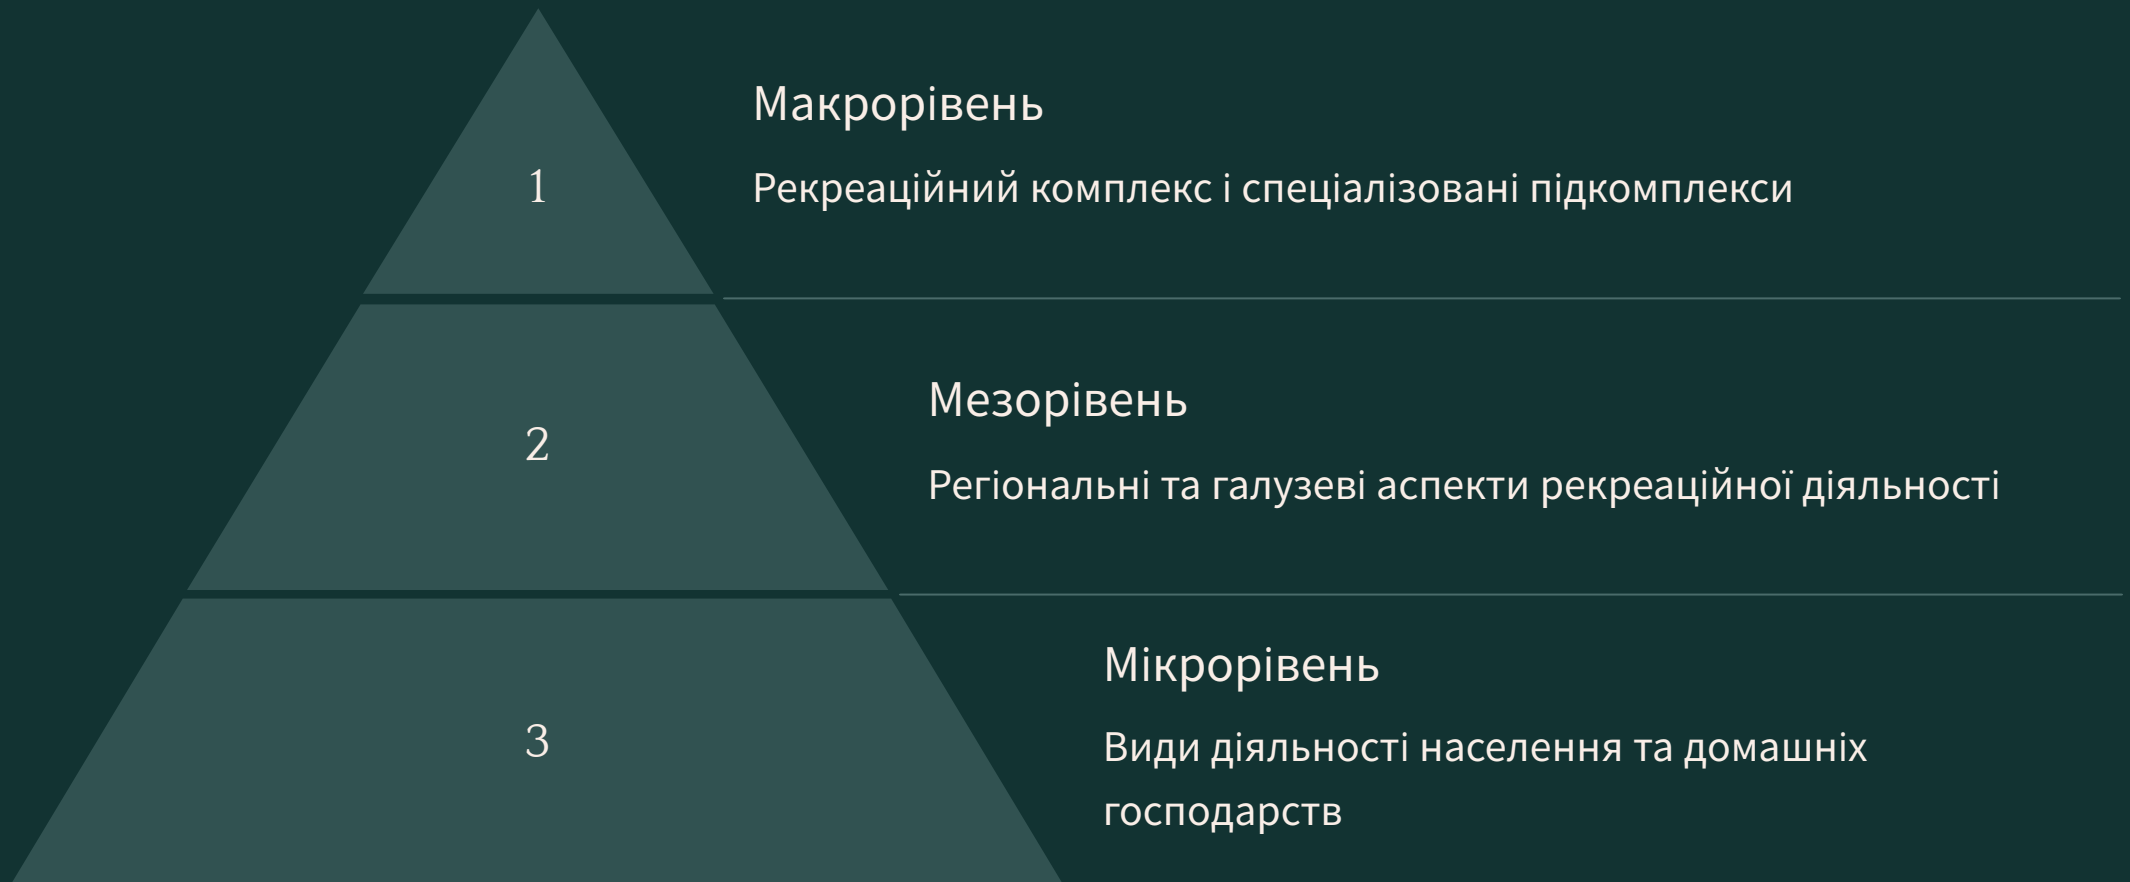 1
Макрорівень
Рекреаційний комплекс і спеціалізовані підкомплекси
2
Мезорівень
Регіональні та галузеві аспекти рекреаційної діяльності
3
Мікрорівень
Види діяльності населення та домашніх
господарств